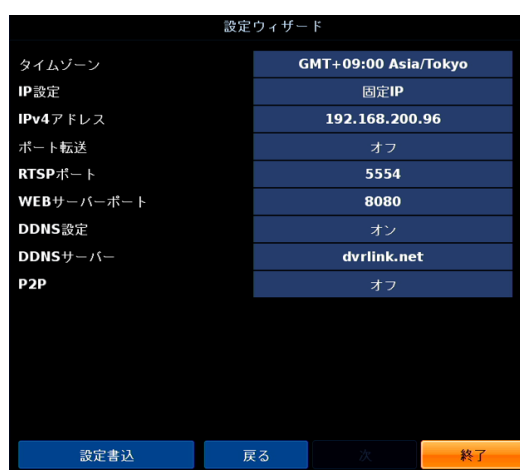 設定ウィザード
タイムゾーン GMT+09:00 Asia/Tokyo
IP設定 固定IP
IPv4アドレス 192.168.200.96
ポート転送 オフ
RTSPポート 5554
WEBサーバーポート 8080
DDNS設定 オン
DDNSサーバー dvrlink.net
P2P オフ
設定書込 戻る 次 終了